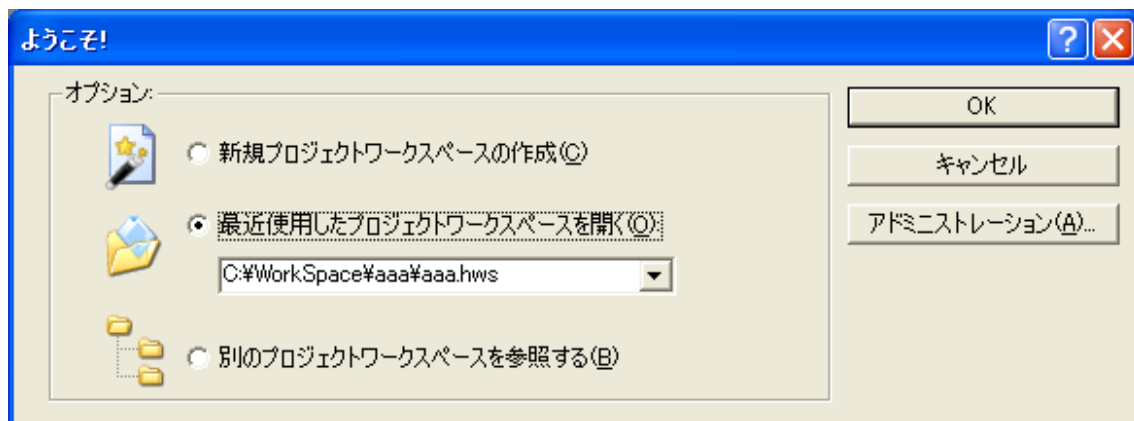 ようこそ!
オプション:
新規プロジェクトワークスペースの作成(C)
最近使用したプロジェクトワークスペースを開く(O):
C:¥WorkSpace¥aaa¥aaa.hws
別のプロジェクトワークスペースを参照する(B)
OK
キャンセル
アドミニストレーション(A)...